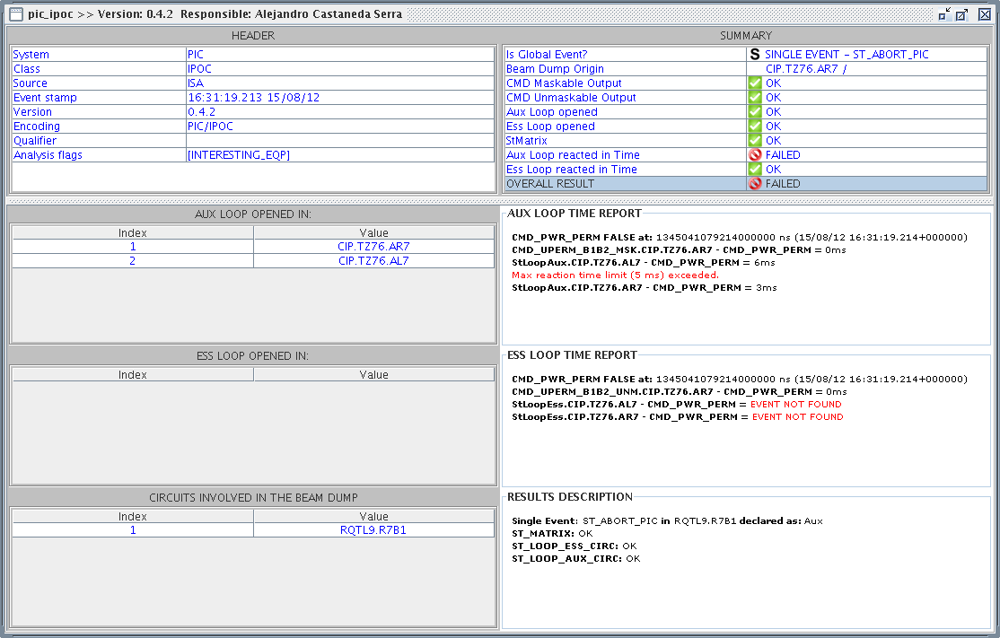 pic_ipoc >> Version: 0.4.2  Responsible: Alejandro Castaneda Serra
HEADER
System PIC
Class IPOC
Source ISA
Event stamp 16:31:19.213 15/08/12
Version 0.4.2
Encoding PIC/IPOC
Qualifier
Analysis flags [INTERESTING_EQP]
SUMMARY
Is Global Event? S SINGLE EVENT - ST_ABORT_PIC
Beam Dump Origin CIP.TZ76.AR7 /
CMD Maskable Output OK
CMD Unmaskable Output OK
Aux Loop opened OK
Ess Loop opened OK
StMatrix OK
Aux Loop reacted in Time FAILED
Ess Loop reacted in Time OK
OVERALL RESULT FAILED
AUX LOOP OPENED IN:
Index Value
1 CIP.TZ76.AR7
2 CIP.TZ76.AL7
AUX LOOP TIME REPORT
CMD_PWR_PERM FALSE at: 1345041079214000000 ns (15/08/12 16:31:19.214+000000)
CMD_UPERM_B1B2_MSK.CIP.TZ76.AR7 - CMD_PWR_PERM = 0ms
StLoopAux.CIP.TZ76.AL7 - CMD_PWR_PERM = 6ms
Max reaction time limit (5 ms) exceeded.
StLoopAux.CIP.TZ76.AR7 - CMD_PWR_PERM = 3ms
ESS LOOP OPENED IN:
Index Value
ESS LOOP TIME REPORT
CMD_PWR_PERM FALSE at: 1345041079214000000 ns (15/08/12 16:31:19.214+000000)
CMD_UPERM_B1B2_UNM.CIP.TZ76.AR7 - CMD_PWR_PERM = 0ms
StLoopEss.CIP.TZ76.AL7 - CMD_PWR_PERM = EVENT NOT FOUND
StLoopEss.CIP.TZ76.AR7 - CMD_PWR_PERM = EVENT NOT FOUND
CIRCUITS INVOLVED IN THE BEAM DUMP
Index Value
1 RQTL9.R7B1
RESULTS DESCRIPTION
Single Event: ST_ABORT_PIC in RQTL9.R7B1 declared as: Aux
ST_MATRIX: OK
ST_LOOP_ESS_CIRC: OK
ST_LOOP_AUX_CIRC: OK